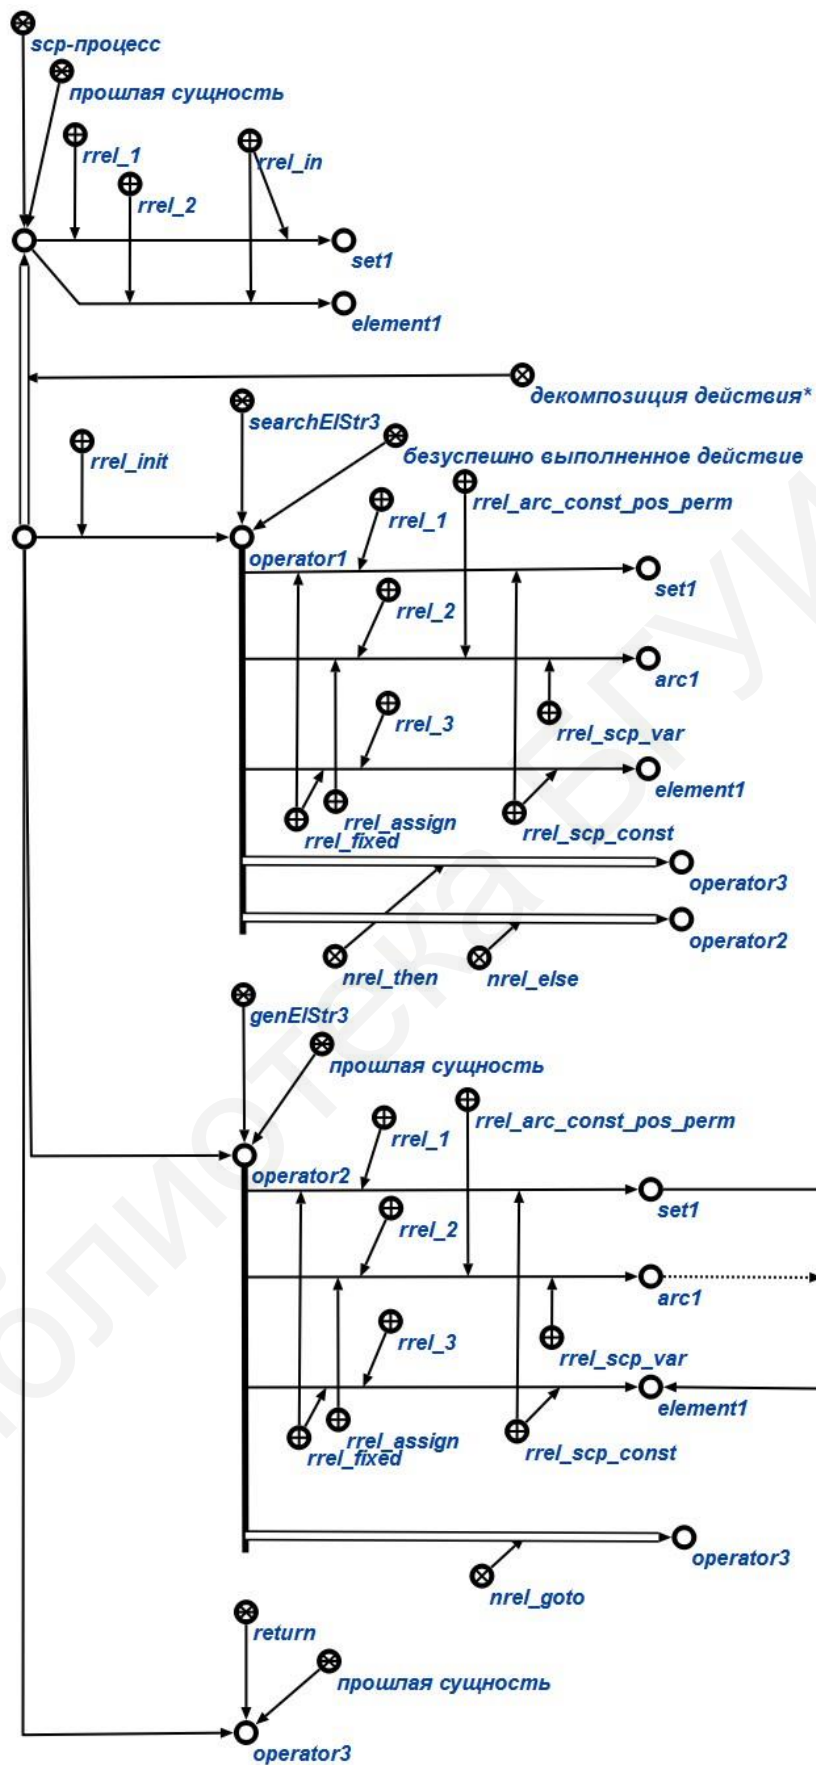 scp-процесс
прошлая сущность
rrel_1
rrel_in
rrel_2
set1
element1
декомпозиция действия*
searchElStr3
безуспешно выполненное действие
rrel_init
rrel_arc_const_pos_perm
rrel_1
operator1
set1
rrel_2
arc1
rrel_3
rrel_scp_var
element1
rrel_assign
rrel_fixed
rrel_scp_const
operator3
operator2
nrel_then
nrel_else
genElStr3
прошлая сущность
rrel_arc_const_pos_perm
rrel_1
operator2
set1
rrel_2
arc1
rrel_3
rrel_scp_var
element1
rrel_assign
rrel_fixed
rrel_scp_const
operator3
nrel_goto
return
прошлая сущность
operator3